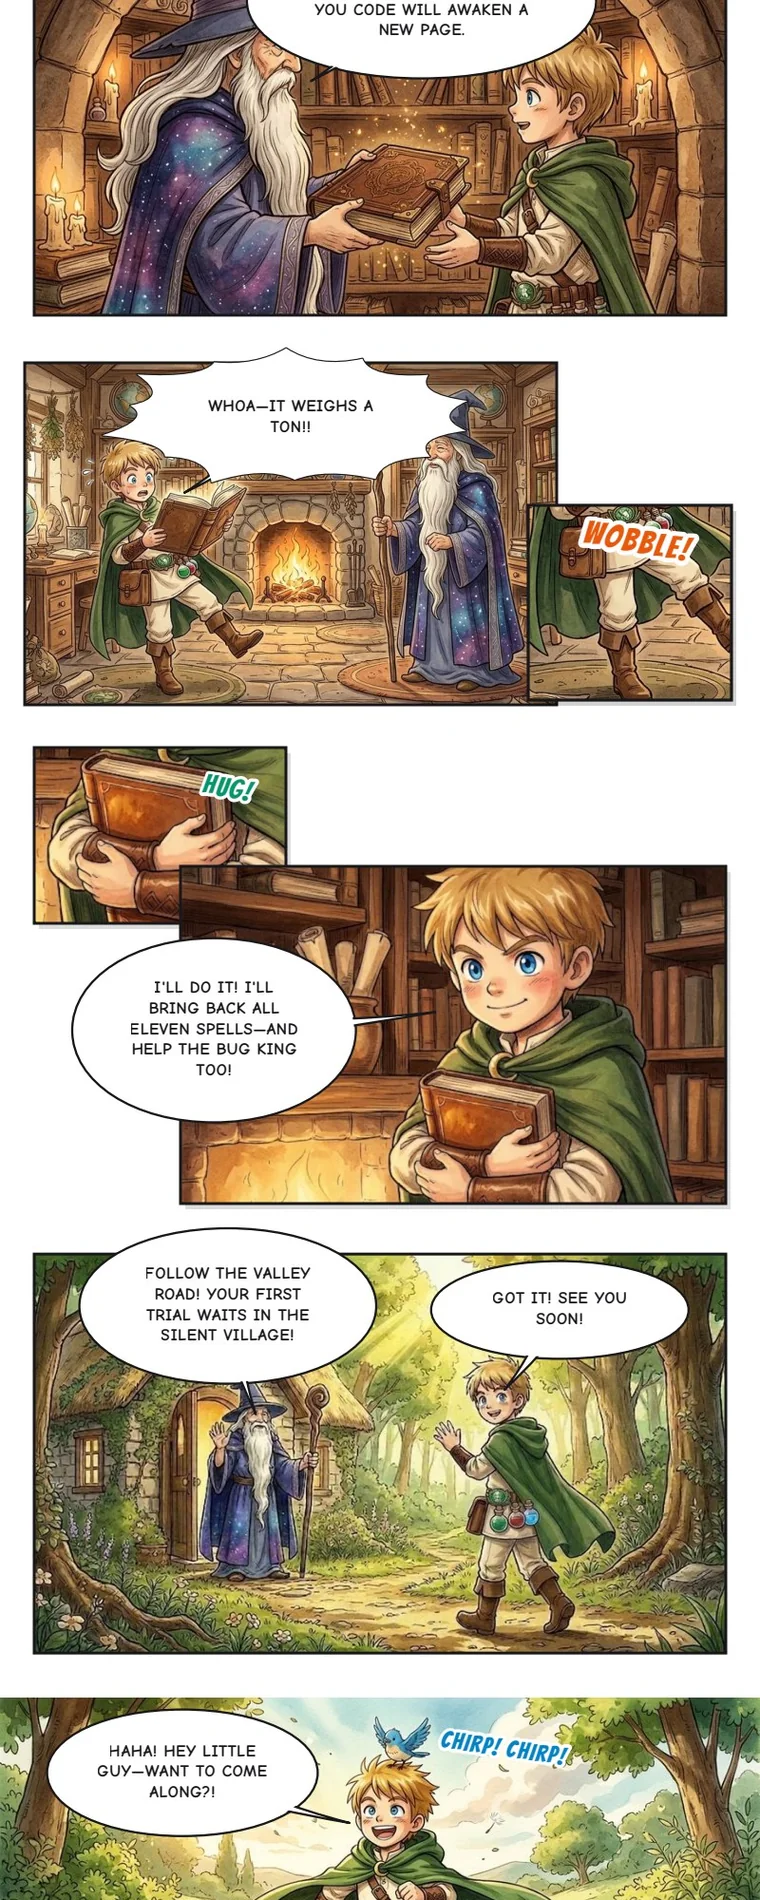 YOU CODE WILL AWAKEN A
NEW PAGE.
WHOA—IT WEIGHS A
TON!!
WOBBLE!
HUG!
I'LL DO IT! I'LL
BRING BACK ALL
ELEVEN SPELLS—AND
HELP THE BUG KING
TOO!
FOLLOW THE VALLEY
ROAD! YOUR FIRST
TRIAL WAITS IN THE
SILENT VILLAGE!
GOT IT! SEE YOU
SOON!
CHIRP! CHIRP!
HAHA! HEY LITTLE
GUY—WANT TO COME
ALONG?!